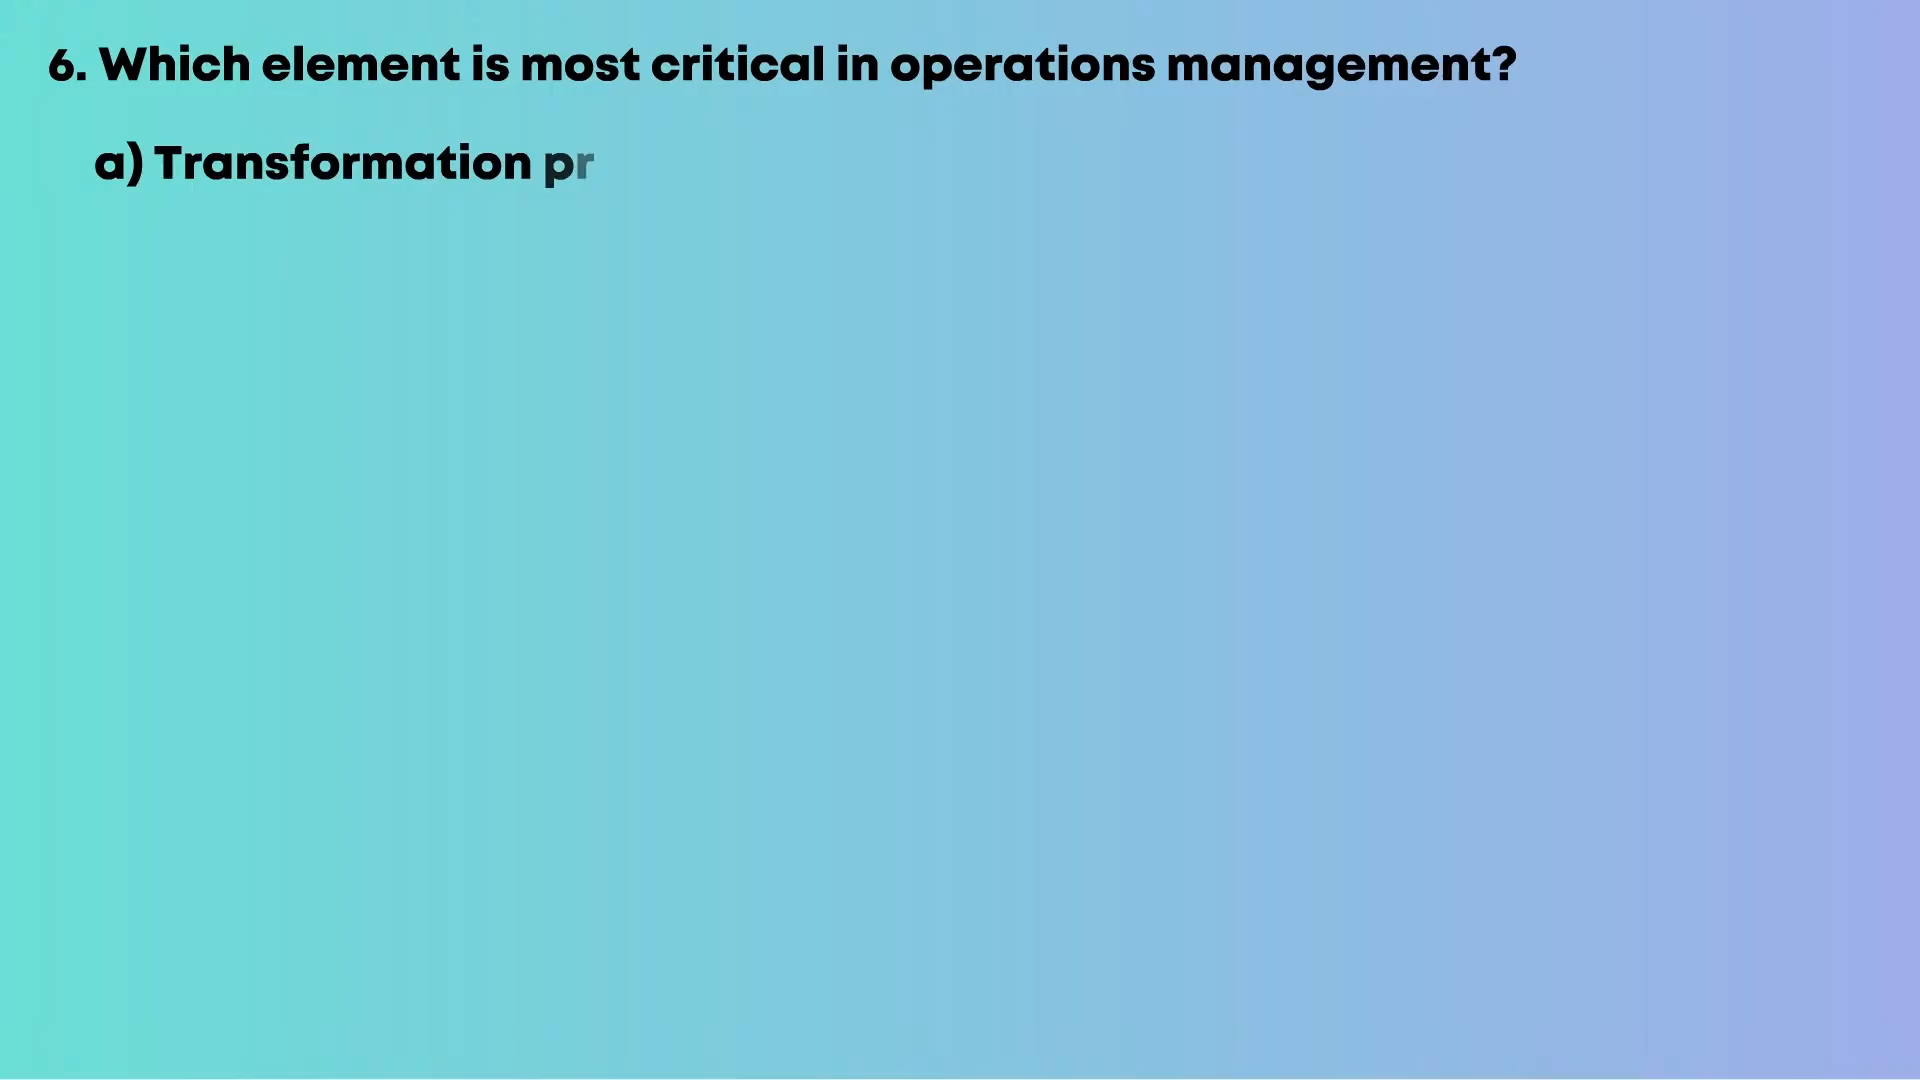 6. Which element is most critical in operations management?
a) Transformation pr